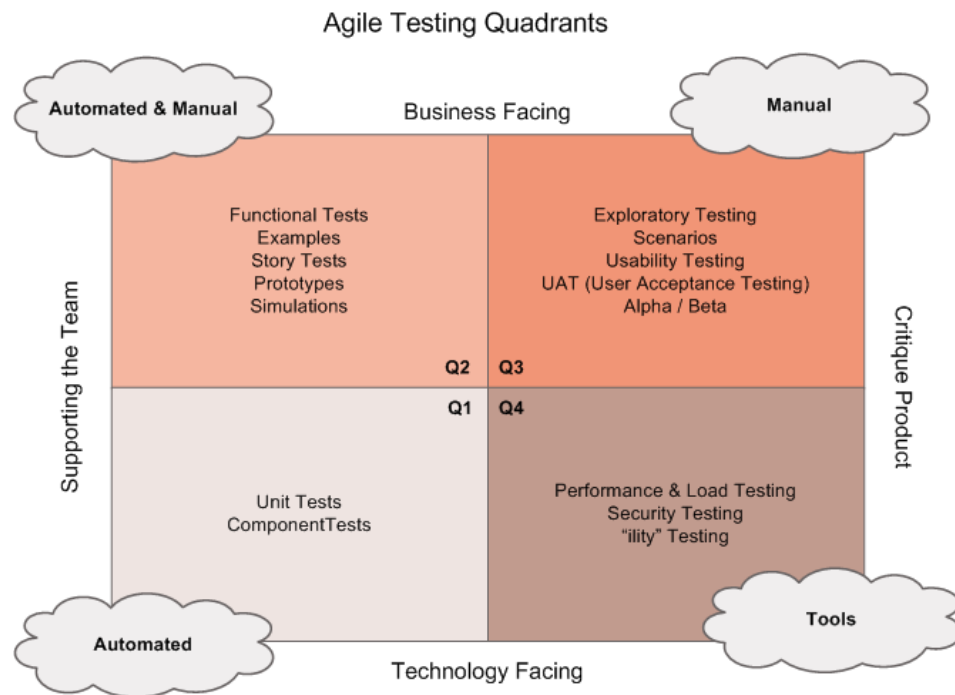 Agile Testing Quadrants
Automated & Manual
Business Facing
Manual
Functional Tests
Examples
Story Tests
Prototypes
Simulations
Exploratory Testing
Scenarios
Usability Testing
UAT (User Acceptance Testing)
Alpha / Beta
Supporting the Team
Critique Product
Q2
Q3
Q1
Q4
Unit Tests
ComponentTests
Performance & Load Testing
Security Testing
“ility” Testing
Automated
Technology Facing
Tools